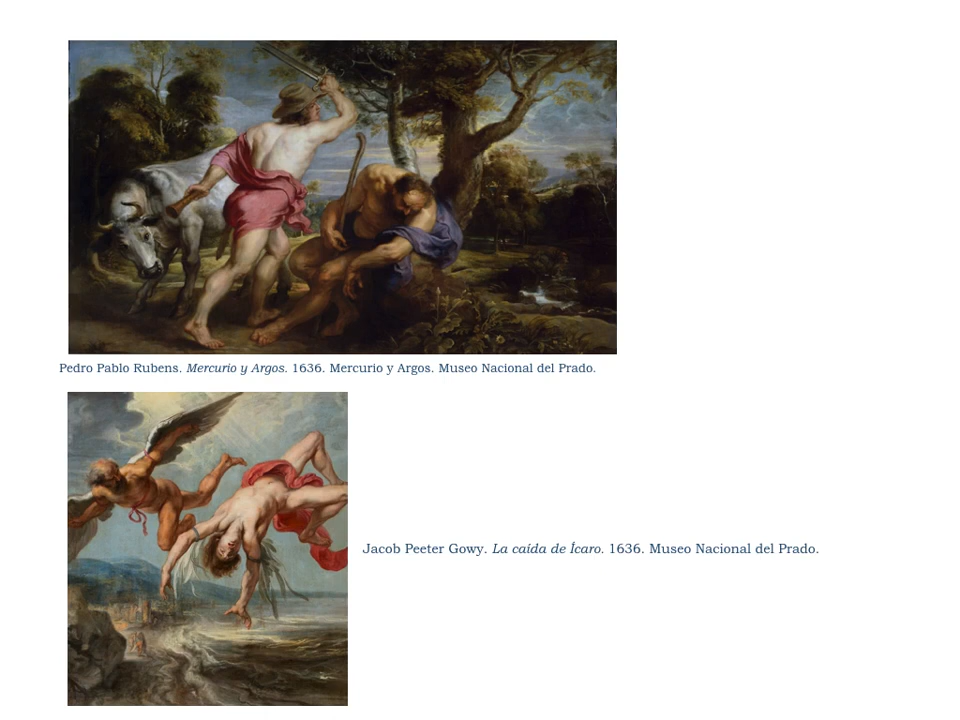 Pedro Pablo Rubens. Mercurio y Argos. 1636. Mercurio y Argos. Museo Nacional del Prado.
Jacob Peeter Gowy. La caída de Ícaro. 1636. Museo Nacional del Prado.